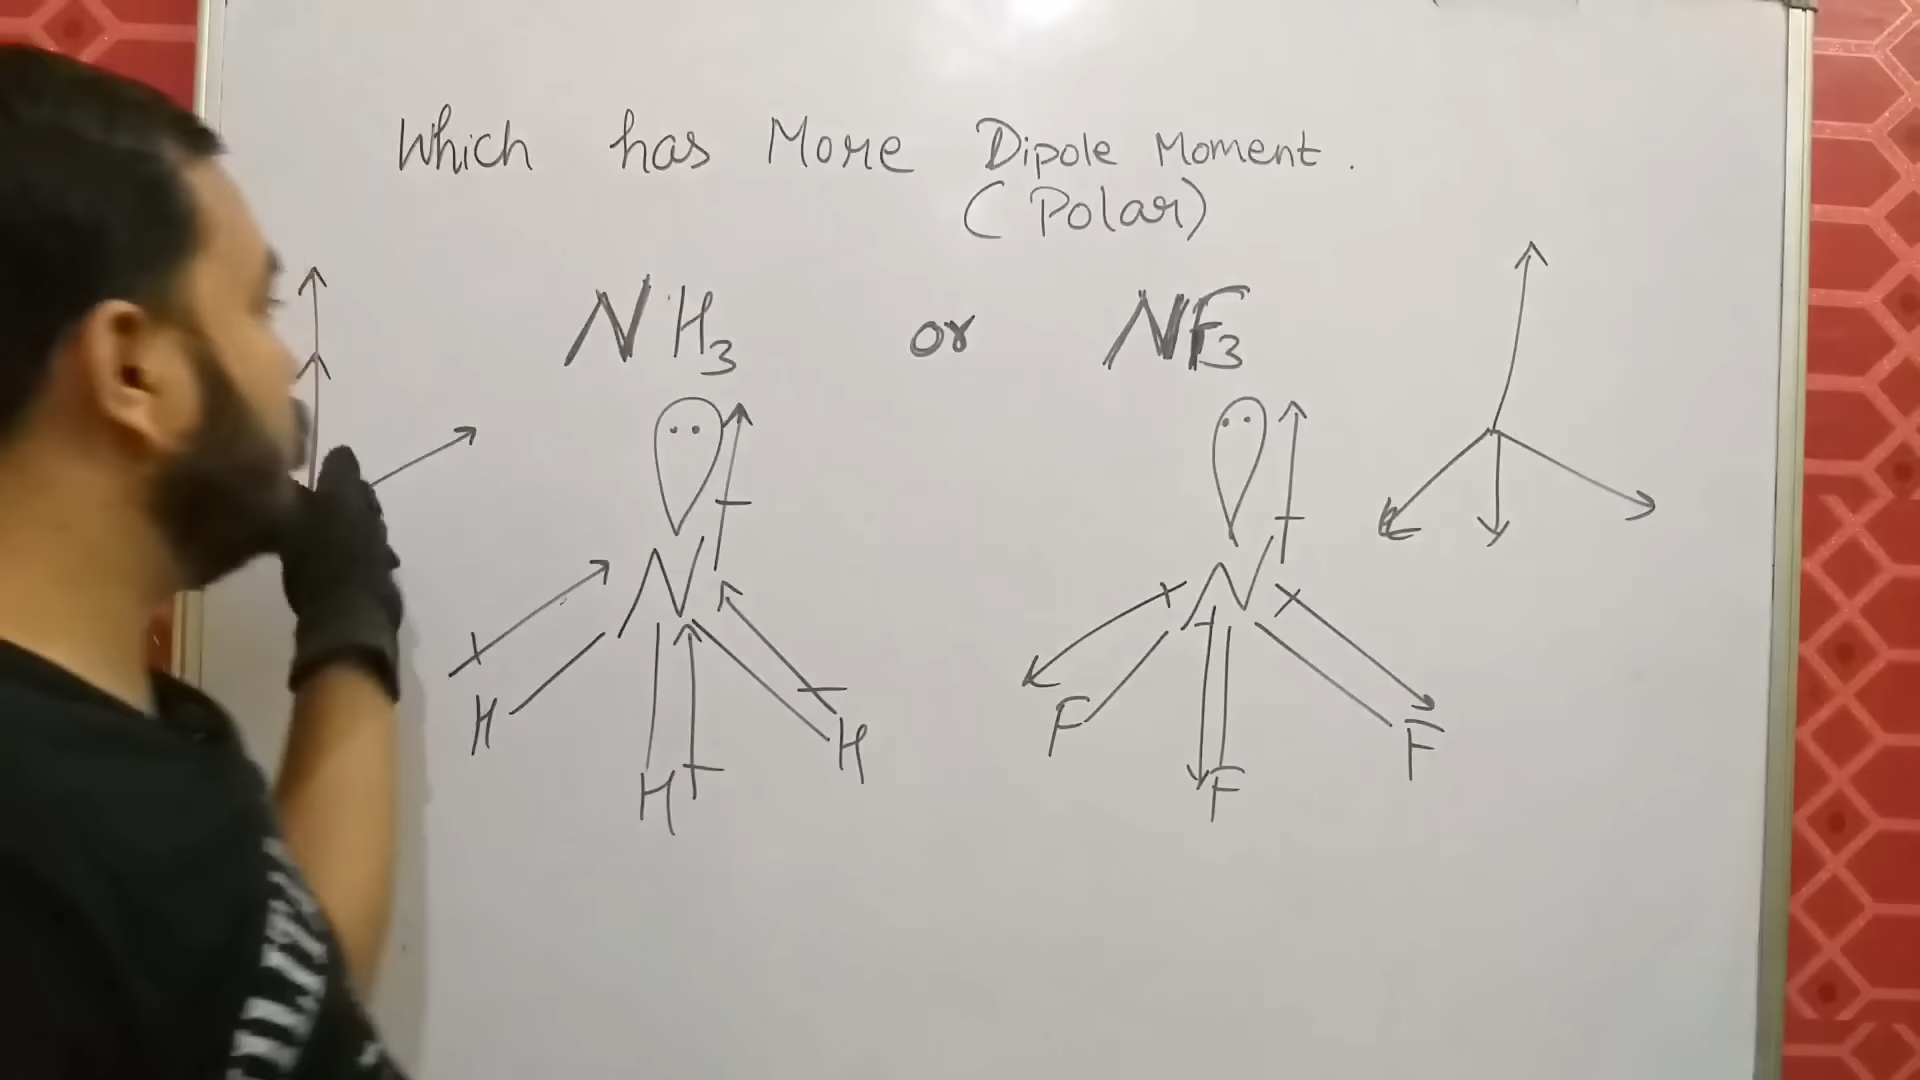 Which has More Dipole Moment.
(Polar)
NH3 or NF3
N N
H H F F
H F